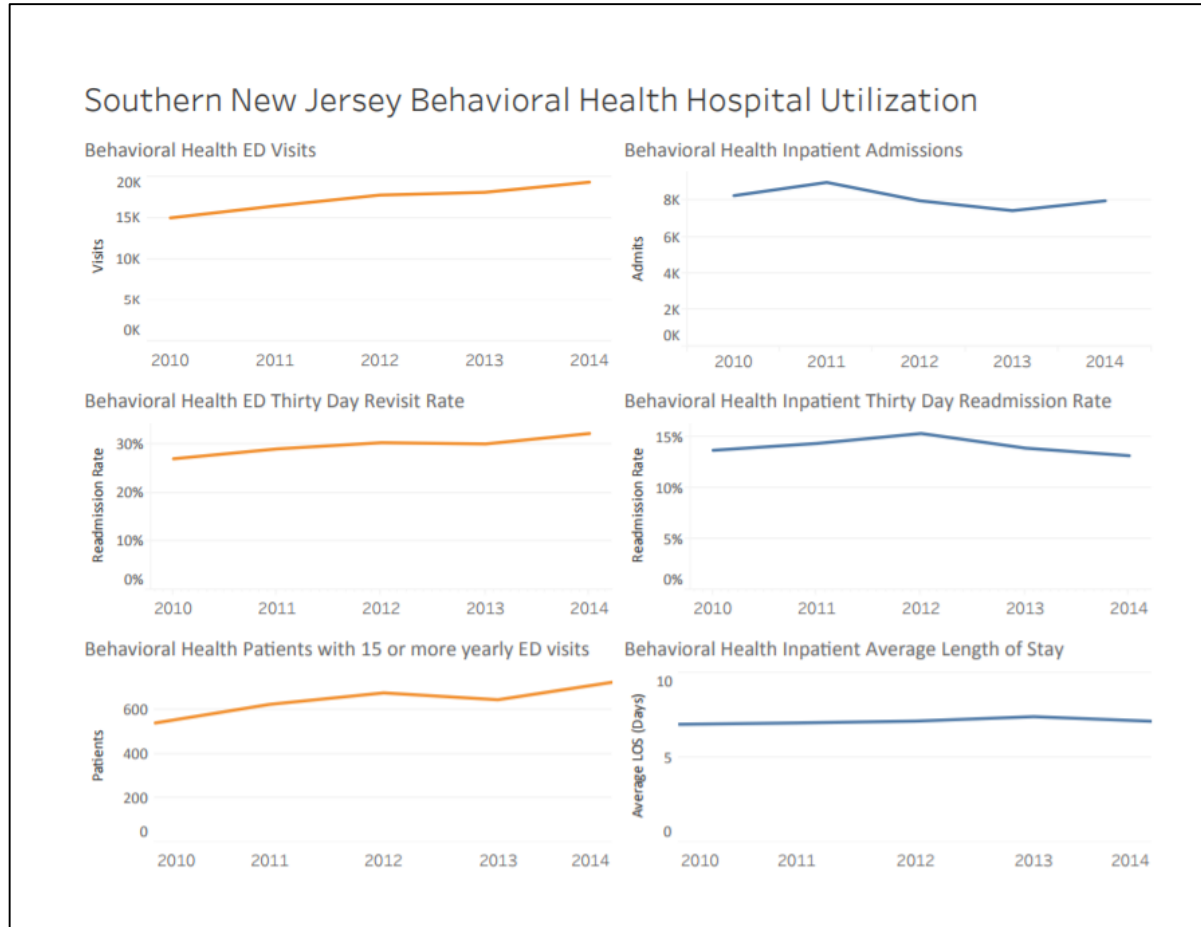 Southern New Jersey Behavioral Health Hospital Utilization
Behavioral Health ED Visits
20K
15K
10K
5K
0K
Visits
2010 2011 2012 2013 2014
Behavioral Health Inpatient Admissions
8K
6K
4K
2K
0K
Admits
2010 2011 2012 2013 2014
Behavioral Health ED Thirty Day Revisit Rate
30%
20%
10%
0%
Readmission Rate
2010 2011 2012 2013 2014
Behavioral Health Inpatient Thirty Day Readmission Rate
15%
10%
5%
0%
Readmission Rate
2010 2011 2012 2013 2014
Behavioral Health Patients with 15 or more yearly ED visits
600
400
200
0
Patients
2010 2011 2012 2013 2014
Behavioral Health Inpatient Average Length of Stay
10
5
0
Average LOS (Days)
2010 2011 2012 2013 2014